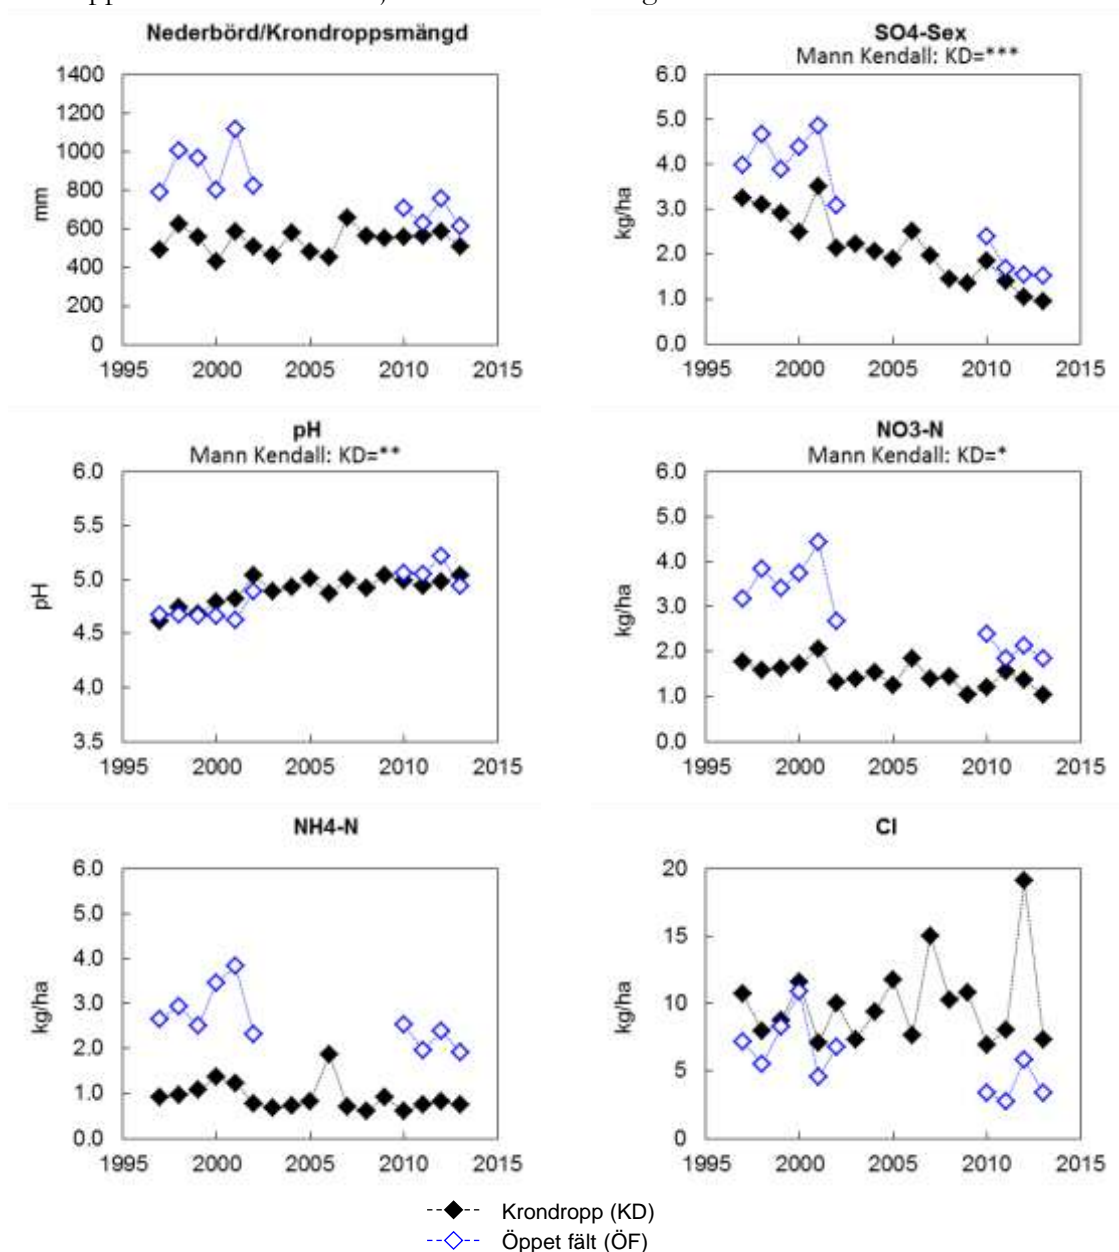 Nederbörd/Krondroppsmängd
1400
1200
1000
800
600
400
200
0
mm
1995 2000 2005 2010 2015
SO4-Sex
Mann Kendall: KD=***
6.0
5.0
4.0
3.0
2.0
1.0
0.0
kg/ha
1995 2000 2005 2010 2015
pH
Mann Kendall: KD=**
6.0
5.5
5.0
4.5
4.0
3.5
pH
1995 2000 2005 2010 2015
NO3-N
Mann Kendall: KD=*
6.0
5.0
4.0
3.0
2.0
1.0
0.0
kg/ha
1995 2000 2005 2010 2015
NH4-N
6.0
5.0
4.0
3.0
2.0
1.0
0.0
kg/ha
1995 2000 2005 2010 2015
Cl
20
15
10
5
0
kg/ha
1995 2000 2005 2010 2015
Krondropp (KD)
Öppet fält (ÖF)